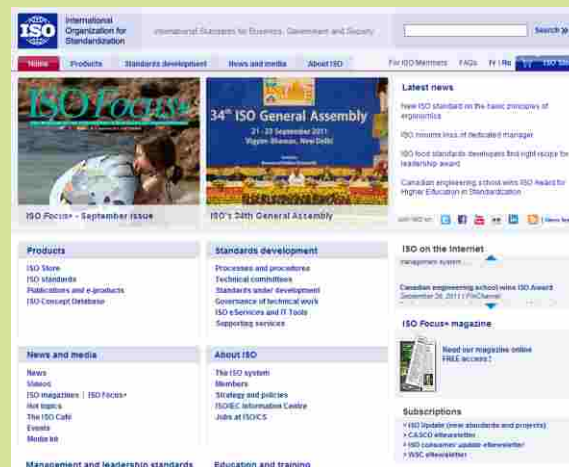 ISO
International
Organization for
Standardization
International Standards for Business, Government and Society
Search
Home
Products
Standards development
News and media
About ISO
For ISO Members
FAQs
FR | Ru
ISO Sto
ISO Focus+
ISO Focus+ - September issue
34th ISO General Assembly
21 - 23 September 2011
Vigyan Bhawan, New Delhi
ISO's 34th General Assembly
Latest news
New ISO standard on the basic principles of
ergonomics
ISO mourns loss of dedicated manager
ISO food standards developers find right recipe for
leadership award
Canadian engineering school wins ISO Award for
Higher Education in Standardization
Products
ISO Store
ISO standards
Publications and e-products
ISO Concept Database
Standards development
Processes and procedures
Technical committees
Standards under development
Governance of technical work
ISO eServices and IT Tools
Supporting services
ISO on the Internet
management system ...
Canadian engineering school wins ISO Award
September 26, 2011 | FinChannel
ISO Focus+ magazine
Read our magazine online
FREE access!
News and media
News
Videos
ISO magazines | ISO Focus+
Hot topics
The ISO Café
Events
Media kit
About ISO
The ISO system
Members
Strategy and policies
ISO/IEC Information Centre
Jobs at ISO/CS
Subscriptions
› ISO Update (new standards and projects)
› CASCO eNewsletter
› ISO consumer update eNewsletter
› WSC eNewsletter
Management and leadership standards
Education and training